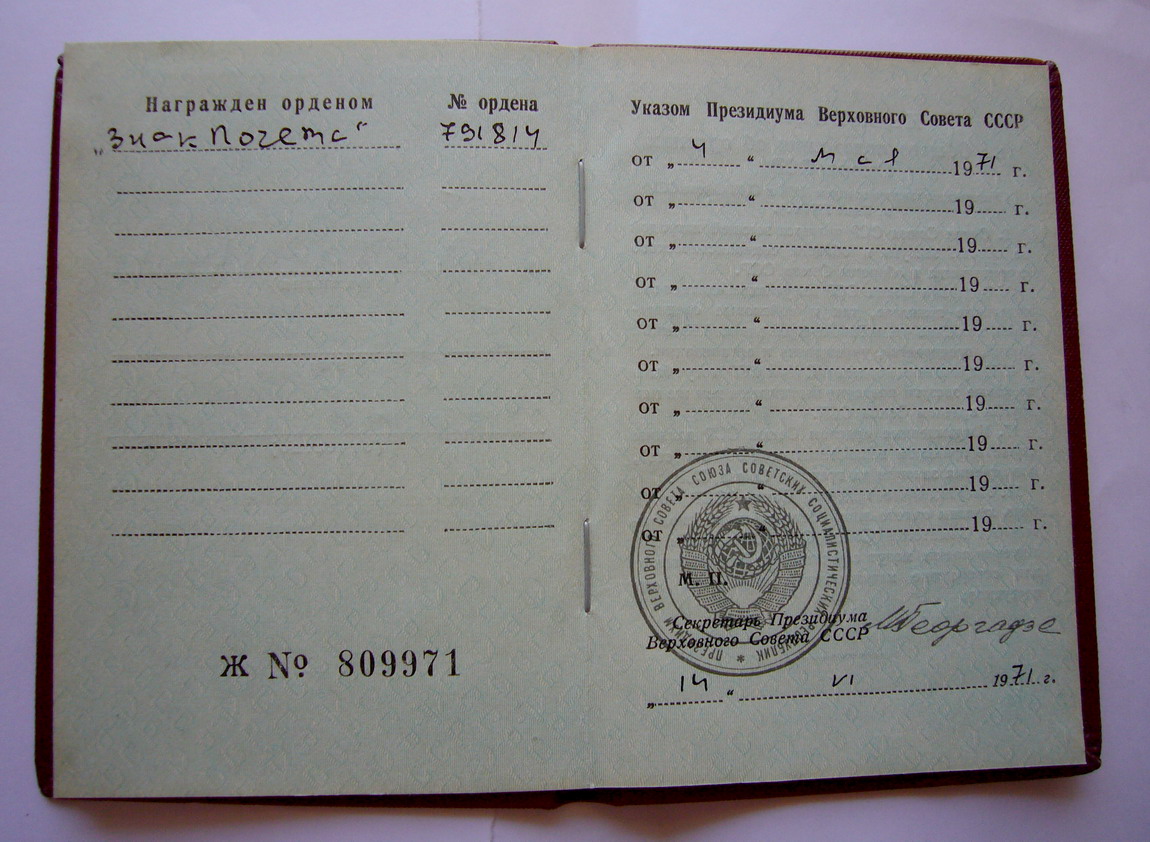 Награжден орденом № ордена
„Знак Почета“ 791814
Ж № 809971
Указом Президиума Верховного Совета СССР
от „ 4 “ мая 1971 г.
от „ “ 19 г.
от „ “ 19 г.
от „ “ 19 г.
от „ “ 19 г.
от „ “ 19 г.
от „ “ 19 г.
от „ “ 19 г.
от „ “ 19 г.
от „ “ 19 г.
ПРЕЗИДИУМ ВЕРХОВНОГО СОВЕТА СОЮЗА СОВЕТСКИХ СОЦИАЛИСТИЧЕСКИХ РЕСПУБЛИК *
М. П.
Секретарь Президиума
Верховного Совета СССР МГеоргадзе
„ 14 “ VI 1971 г.